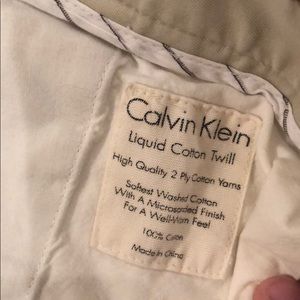 Calvin Klein
Liquid Cotton Twill
High Quality 2 Ply Cotton Yarns
Softest Washed Cotton
With A Microsanded Finish
For A Well-Worn Feel
100% Cotton
Made in China